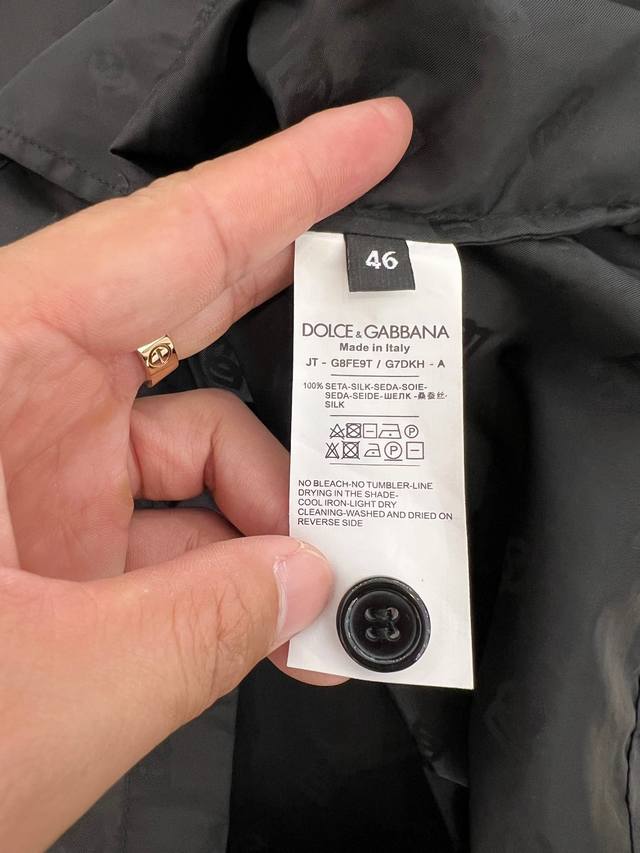 46
DOLCE & GABBANA
Made in Italy
JT - G8FE9T / G7DKH - A
100% SETA-SILK-SEDA-SOIE-
SEDA-SEIDE-ШЕЛК -桑蚕丝-
SILK
NO BLEACH-NO TUMBLER-LINE
DRYING IN THE SHADE-
COOL IRON-LIGHT DRY
CLEANING-WASHED AND DRIED ON
REVERSE SIDE